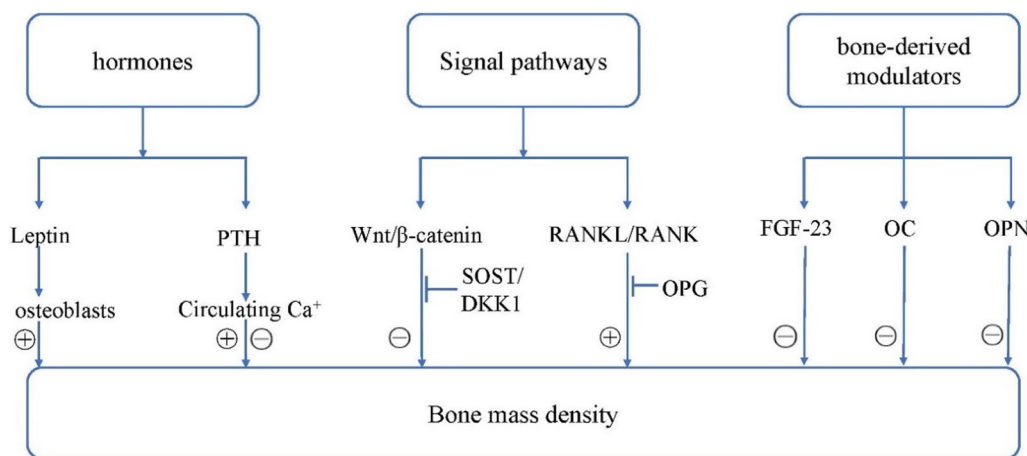 hormones
Signal pathways
bone-derived
modulators
Leptin
PTH
Wnt/β-catenin
RANKL/RANK
FGF-23
OC
OPN
SOST/
DKK1
OPG
osteoblasts
Circulating Ca⁺
⊕
⊕ ⊖
⊖
⊕
⊖
⊖
⊖
Bone mass density